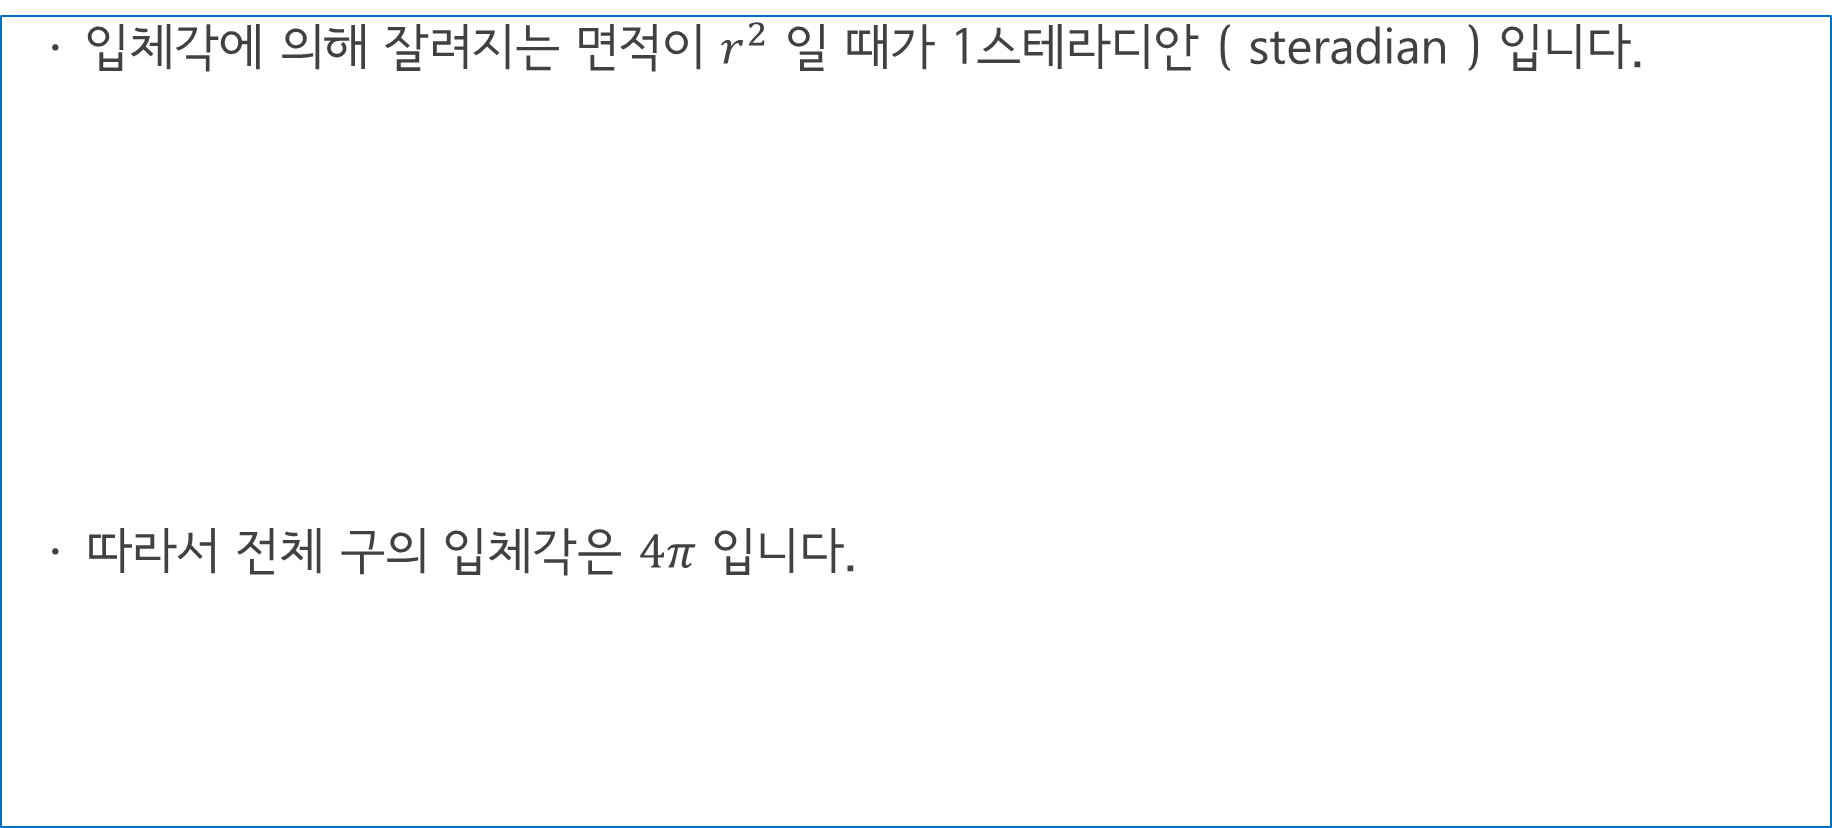 · 입체각에 의해 잘려지는 면적이 r² 일 때가 1스테라디안 ( steradian ) 입니다.
· 따라서 전체 구의 입체각은 4π 입니다.